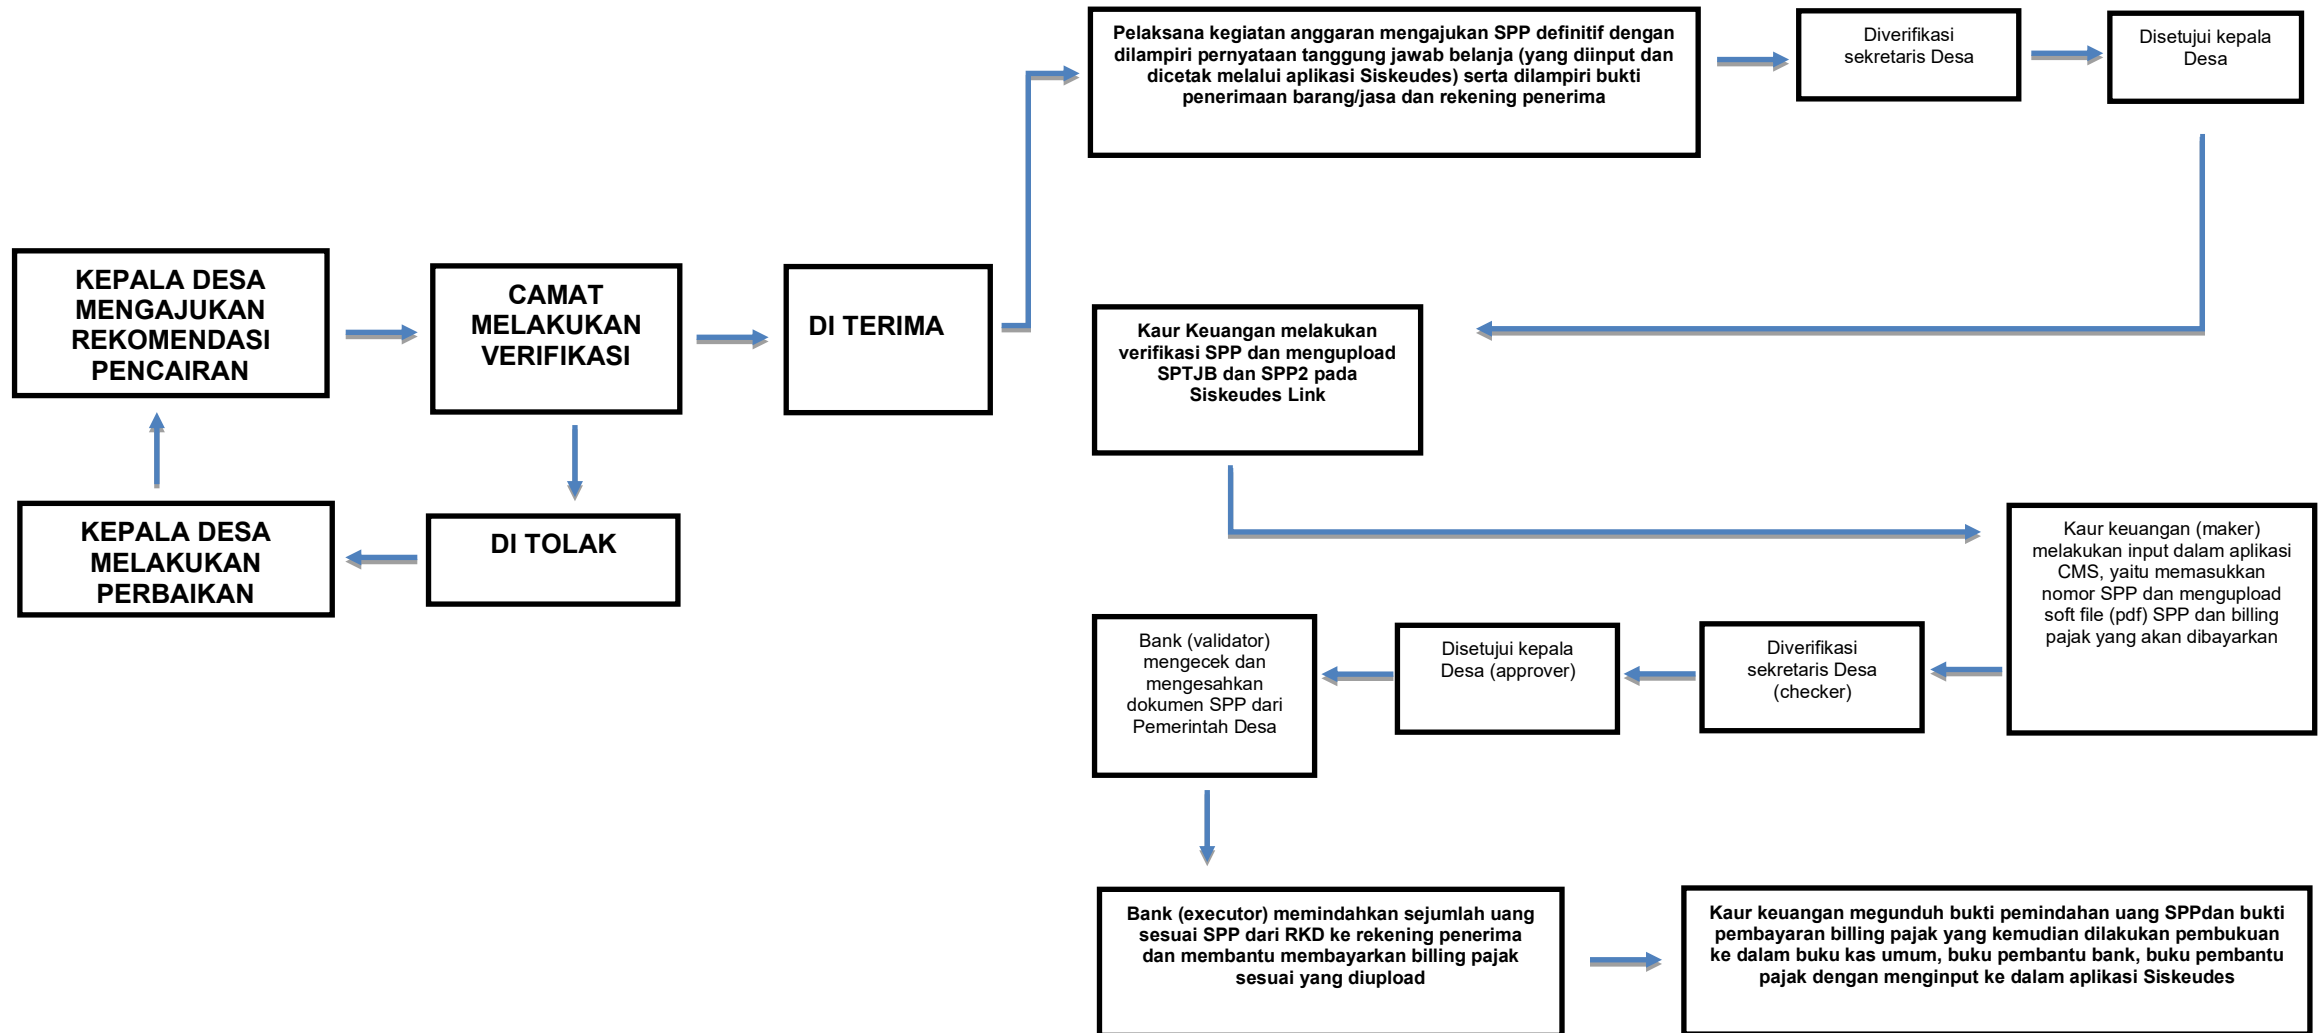 Pelaksana kegiatan anggaran mengajukan SPP definitif dengan
dilampiri pernyataan tanggung jawab belanja (yang diinput dan
dicetak melalui aplikasi Siskeudes) serta dilampiri bukti
penerimaan barang/jasa dan rekening penerima
Diverifikasi
sekretaris Desa
Disetujui kepala
Desa
KEPALA DESA
MENGAJUKAN
REKOMENDASI
PENCAIRAN
CAMAT
MELAKUKAN
VERIFIKASI
DI TERIMA
Kaur Keuangan melakukan
verifikasi SPP dan mengupload
SPTJB dan SPP2 pada
Siskeudes Link
KEPALA DESA
MELAKUKAN
PERBAIKAN
DI TOLAK
Kaur keuangan (maker)
melakukan input dalam aplikasi
CMS, yaitu memasukkan
nomor SPP dan mengupload
soft file (pdf) SPP dan billing
pajak yang akan dibayarkan
Diverifikasi
sekretaris Desa
(checker)
Disetujui kepala
Desa (approver)
Bank (validator)
mengecek dan
mengesahkan
dokumen SPP dari
Pemerintah Desa
Bank (executor) memindahkan sejumlah uang
sesuai SPP dari RKD ke rekening penerima
dan membantu membayarkan billing pajak
sesuai yang diupload
Kaur keuangan megunduh bukti pemindahan uang SPPdan bukti
pembayaran billing pajak yang kemudian dilakukan pembukuan
ke dalam buku kas umum, buku pembantu bank, buku pembantu
pajak dengan menginput ke dalam aplikasi Siskeudes